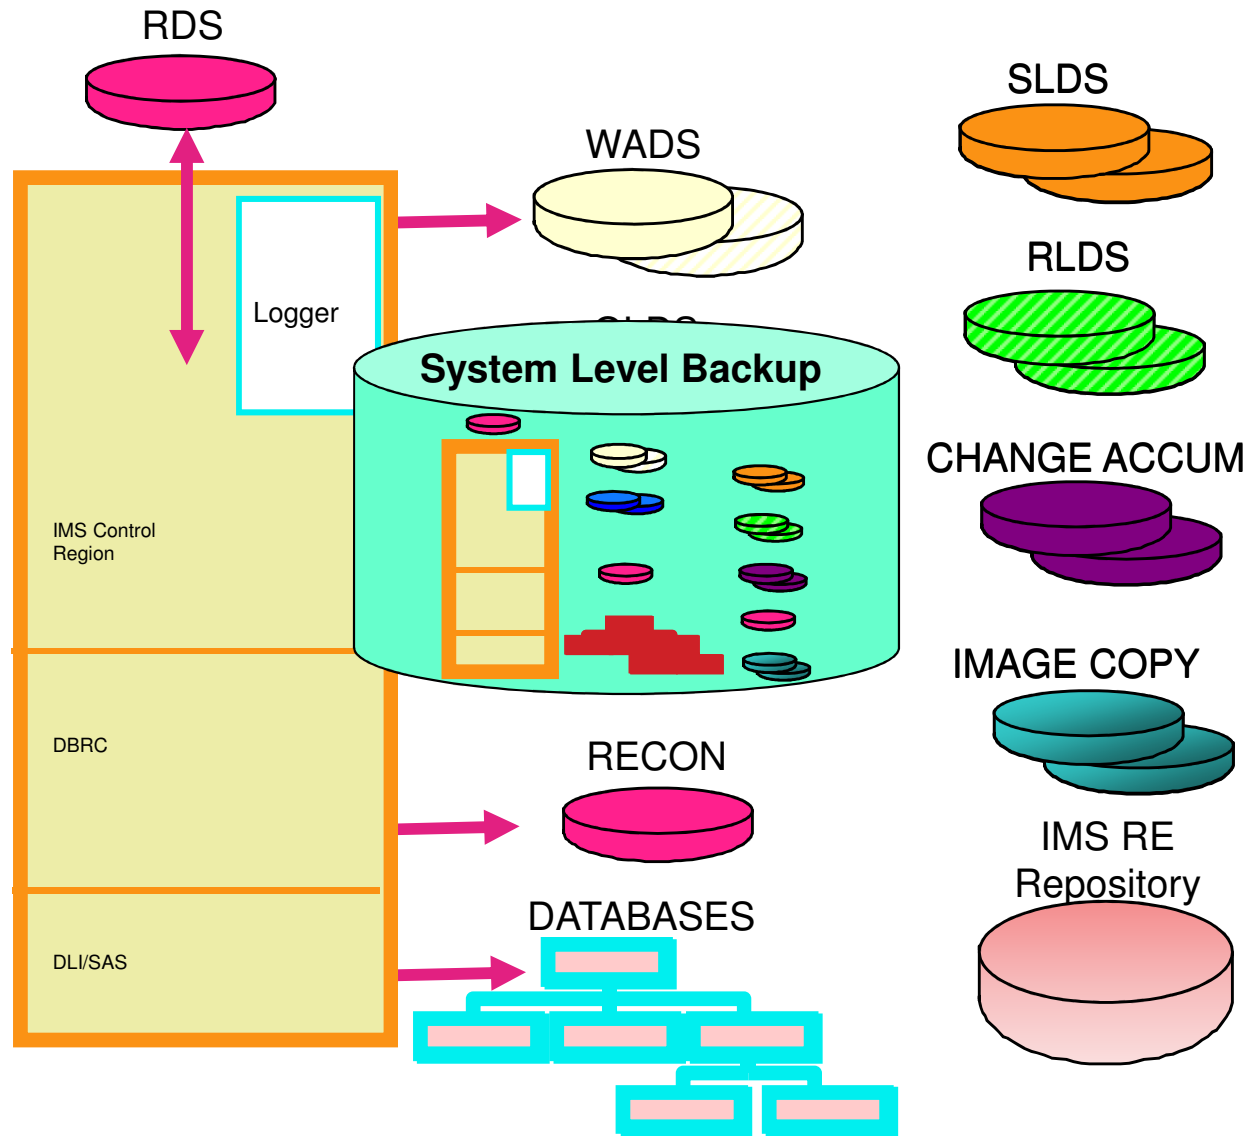 RDS
SLDS
WADS
RLDS
Logger
System Level Backup
CHANGE ACCUM
IMS Control
Region
IMAGE COPY
DBRC
RECON
IMS RE
Repository
DATABASES
DLI/SAS